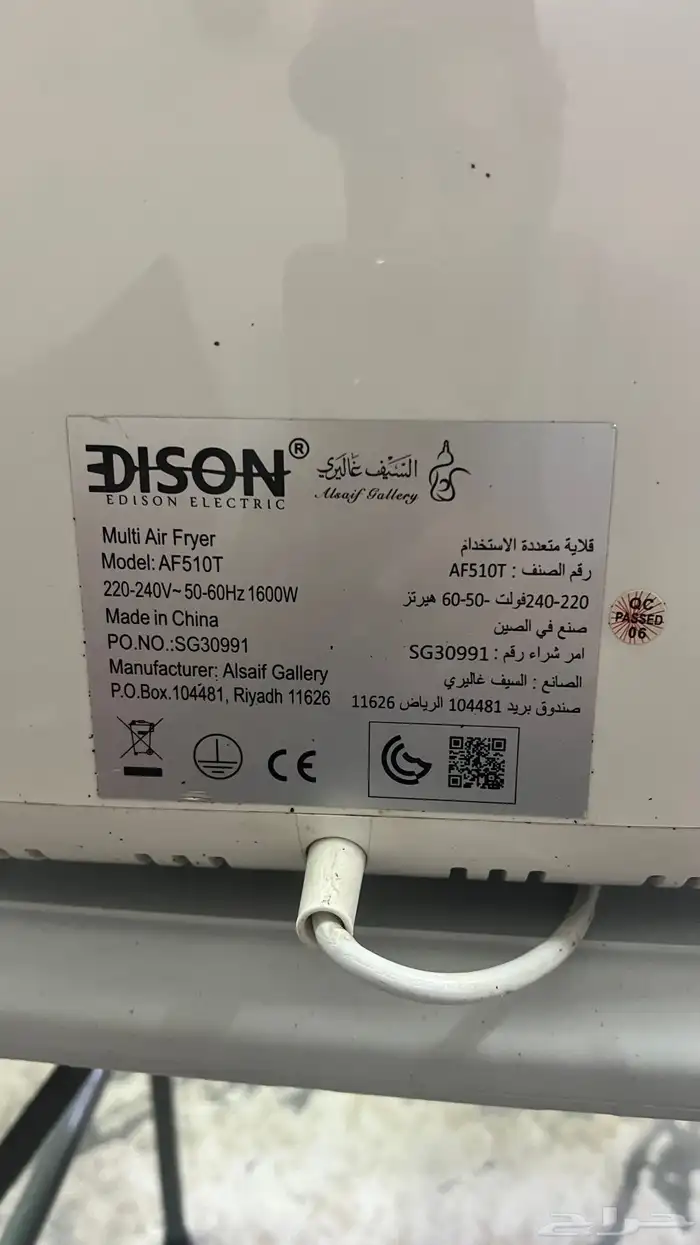 EDISON®
EDISON ELECTRIC
السيف غاليري
Alsaif Gallery
Multi Air Fryer
Model: AF510T
220-240V~ 50-60Hz 1600W
Made in China
PO.NO.:SG30991
Manufacturer: Alsaif Gallery
P.O.Box.104481, Riyadh 11626
قلاية متعددة الاستخدام
رقم الصنف : AF510T
220-240فولت -50-60 هيرتز
صنع في الصين
امر شراء رقم : SG30991
الصانع : السيف غاليري
صندوق بريد 104481 الرياض 11626
CE
QC
PASSED
06
حراج